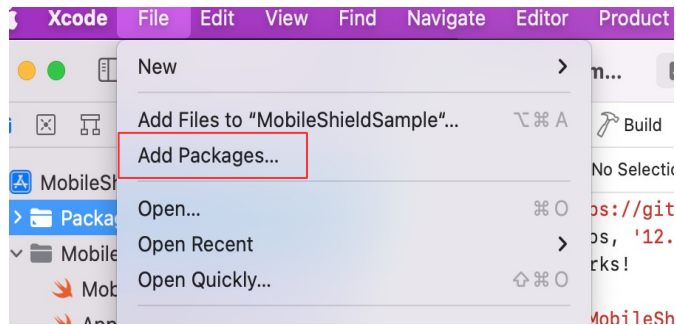 Xcode File Edit View Find Navigate Editor Product
New
m...
Add Files to “MobileShieldSample“... ⌥⌘A
Build
Add Packages...
No Selectio
MobileSh
Open... ⌘O
ps://git
Packag
ps, '12.
Open Recent
Mobile
rks!
Open Quickly... ⇧⌘O
Mob
MobileSh
App